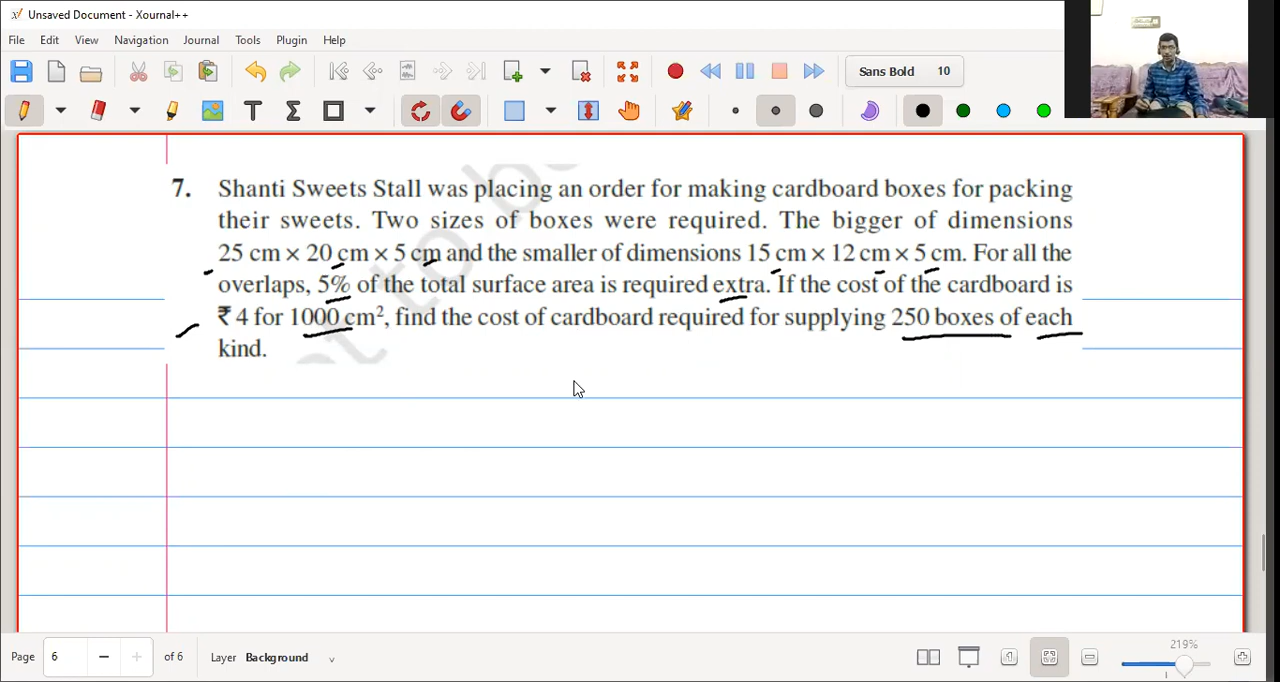 Unsaved Document - Xournal++
File Edit View Navigation Journal Tools Plugin Help
Sans Bold 10
7. Shanti Sweets Stall was placing an order for making cardboard boxes for packing
their sweets. Two sizes of boxes were required. The bigger of dimensions
25 cm × 20 cm × 5 cm and the smaller of dimensions 15 cm × 12 cm × 5 cm. For all the
overlaps, 5% of the total surface area is required extra. If the cost of the cardboard is
₹ 4 for 1000 cm², find the cost of cardboard required for supplying 250 boxes of each
kind.
219%
Page 6 of 6 Layer Background